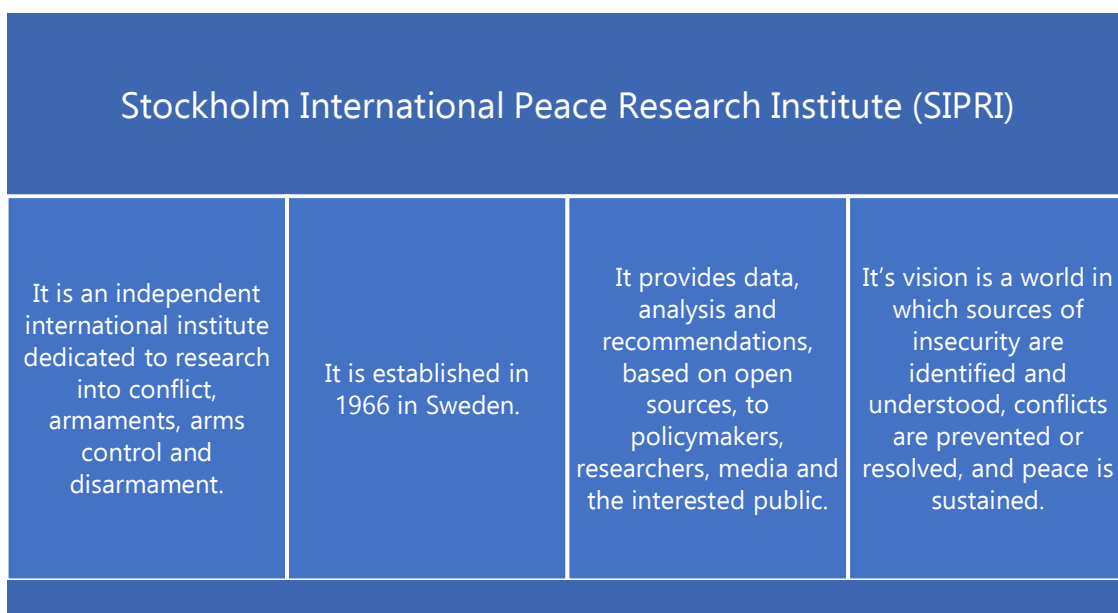 Stockholm International Peace Research Institute (SIPRI)
It is an independent
international institute
dedicated to research
into conflict,
armaments, arms
control and
disarmament.
It is established in
1966 in Sweden.
It provides data,
analysis and
recommendations,
based on open
sources, to
policymakers,
researchers, media and
the interested public.
It’s vision is a world in
which sources of
insecurity are
identified and
understood, conflicts
are prevented or
resolved, and peace is
sustained.